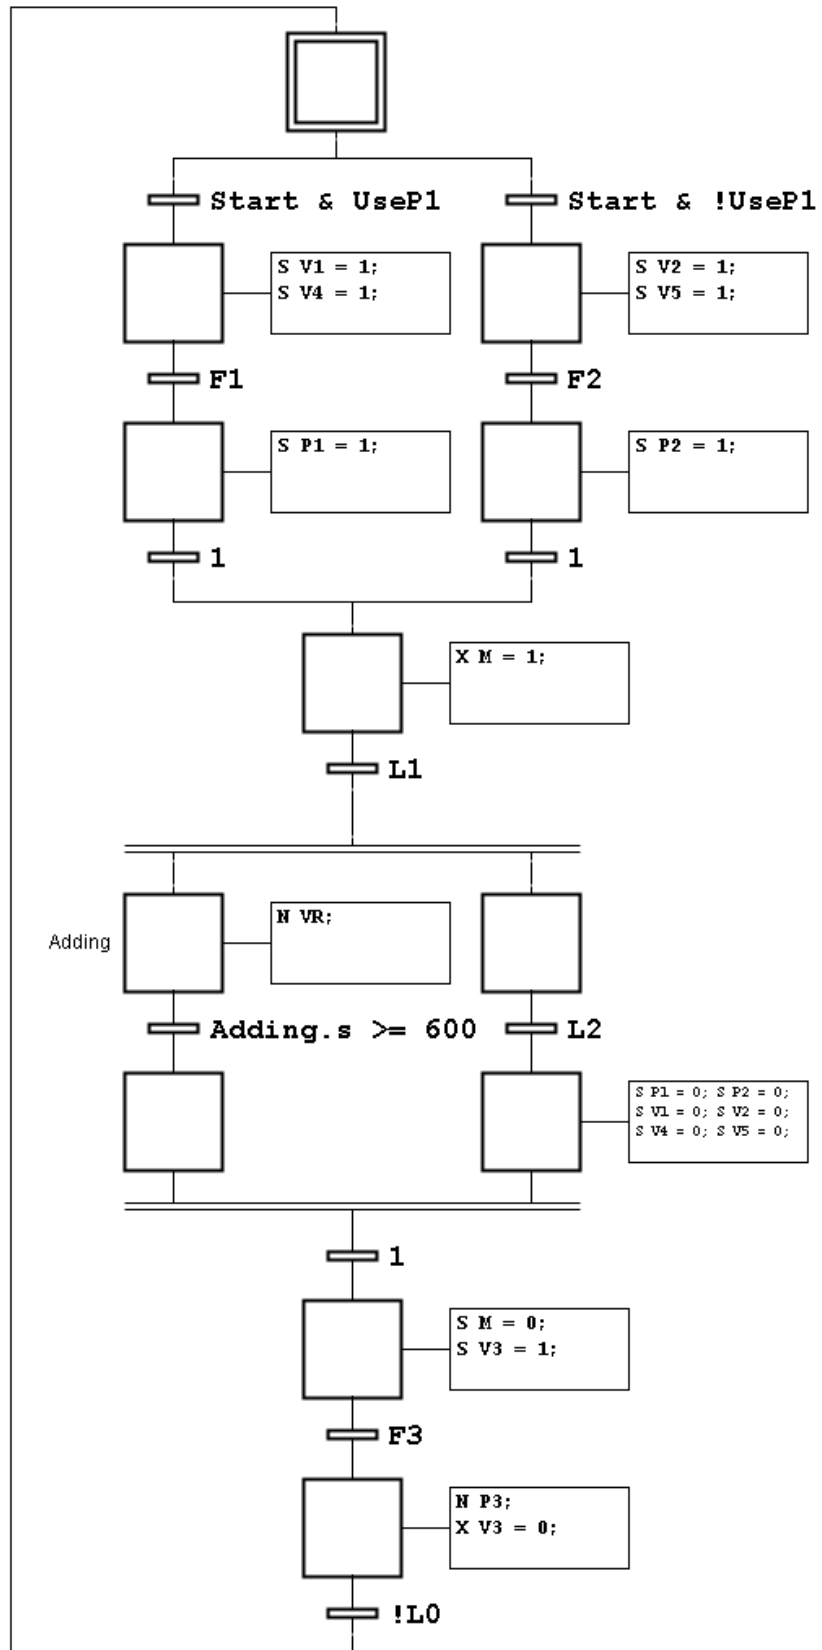 Start & UseP1
Start & !UseP1
S V1 = 1;
S V4 = 1;
S V2 = 1;
S V5 = 1;
F1
F2
S P1 = 1;
S P2 = 1;
1
1
X M = 1;
L1
Adding
N VR;
Adding.s >= 600
L2
S P1 = 0; S P2 = 0;
S V1 = 0; S V2 = 0;
S V4 = 0; S V5 = 0;
1
S M = 0;
S V3 = 1;
F3
N P3;
X V3 = 0;
!L0